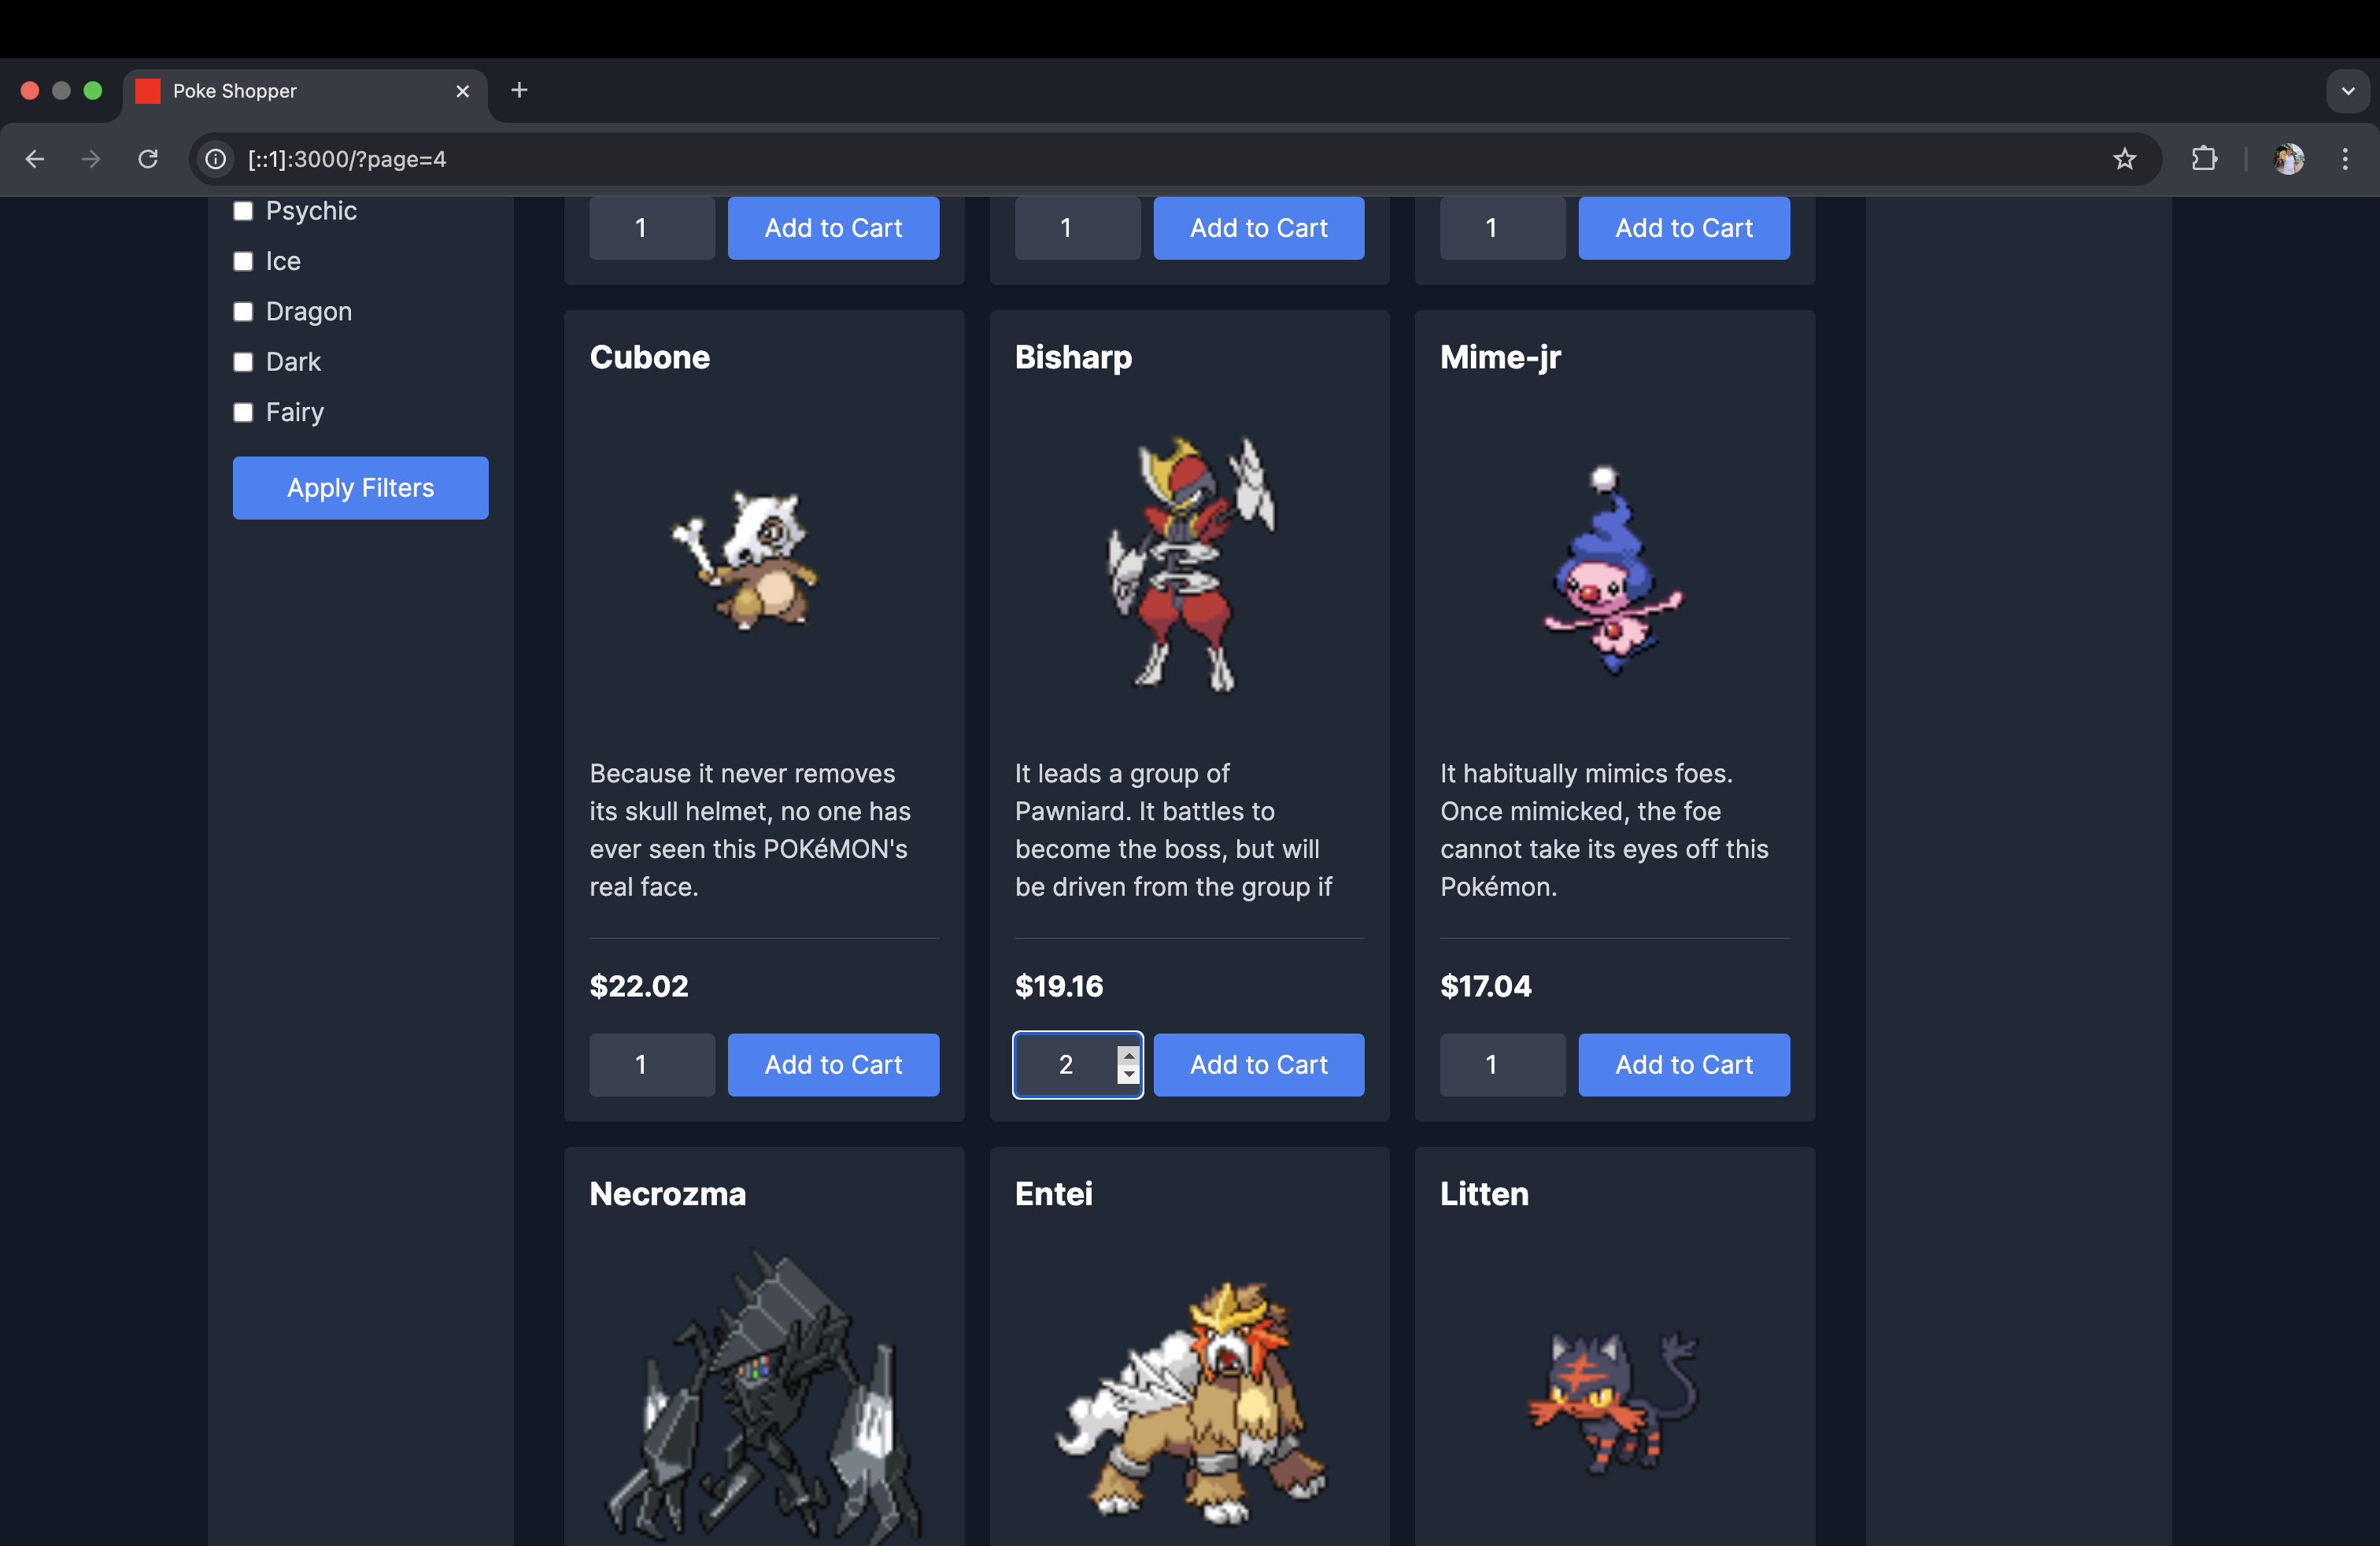 Poke Shopper
[::1]:3000/?page=4
Psychic
Ice
Dragon
Dark
Fairy
Apply Filters
1 Add to Cart
1 Add to Cart
1 Add to Cart
Cubone
Because it never removes
its skull helmet, no one has
ever seen this POKéMON's
real face.
$22.02
1 Add to Cart
Bisharp
It leads a group of
Pawniard. It battles to
become the boss, but will
be driven from the group if
$19.16
2 Add to Cart
Mime-jr
It habitually mimics foes.
Once mimicked, the foe
cannot take its eyes off this
Pokémon.
$17.04
1 Add to Cart
Necrozma
Entei
Litten